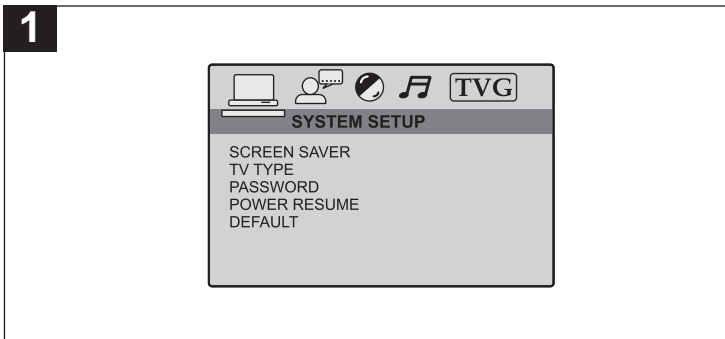 1
TVG
SYSTEM SETUP
SCREEN SAVER
TV TYPE
PASSWORD
POWER RESUME
DEFAULT